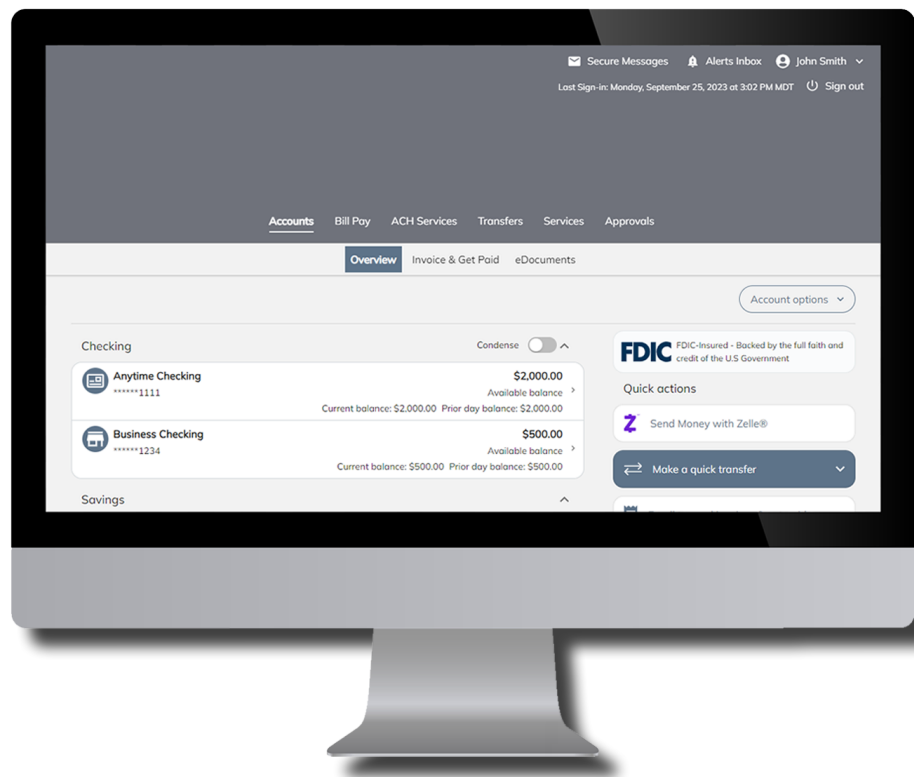 Secure Messages Alerts Inbox John Smith
Last Sign-in: Monday, September 25, 2023 at 3:02 PM MDT Sign out
Accounts Bill Pay ACH Services Transfers Services Approvals
Overview Invoice & Get Paid eDocuments
Account options
Checking
Condense
Anytime Checking
******1111
$2,000.00
Available balance
Current balance: $2,000.00 Prior day balance: $2,000.00
Business Checking
******1234
$500.00
Available balance
Current balance: $500.00 Prior day balance: $500.00
Savings
FDIC
FDIC-Insured - Backed by the full faith and
credit of the U.S Government
Quick actions
Send Money with Zelle®
Make a quick transfer